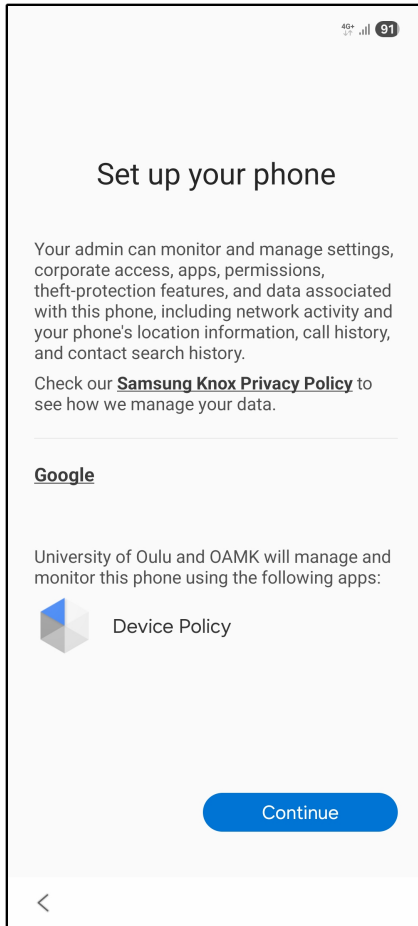 4G+
91
Set up your phone
Your admin can monitor and manage settings,
corporate access, apps, permissions,
theft-protection features, and data associated
with this phone, including network activity and
your phone's location information, call history,
and contact search history.
Check our Samsung Knox Privacy Policy to
see how we manage your data.
Google
University of Oulu and OAMK will manage and
monitor this phone using the following apps:
Device Policy
Continue